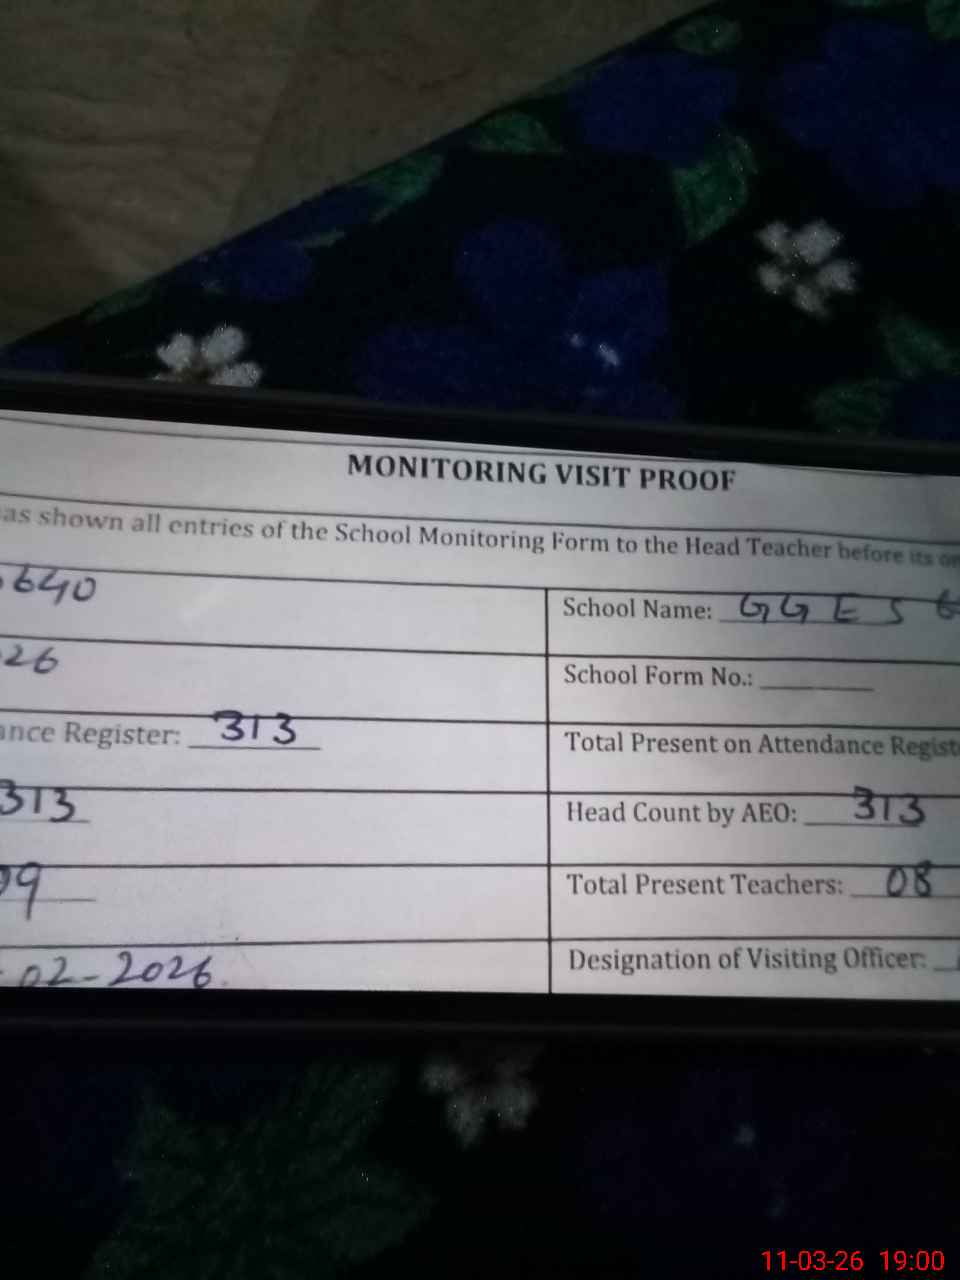 MONITORING VISIT PROOF
as shown all entries of the School Monitoring Form to the Head Teacher before its
640 School Name: GGES
26 School Form No.:
ance Register: 313 Total Present on Attendance Regist
313 Head Count by AEO: 313
09 Total Present Teachers: 08
02-2026. Designation of Visiting Officer:
11-03-26 19:00